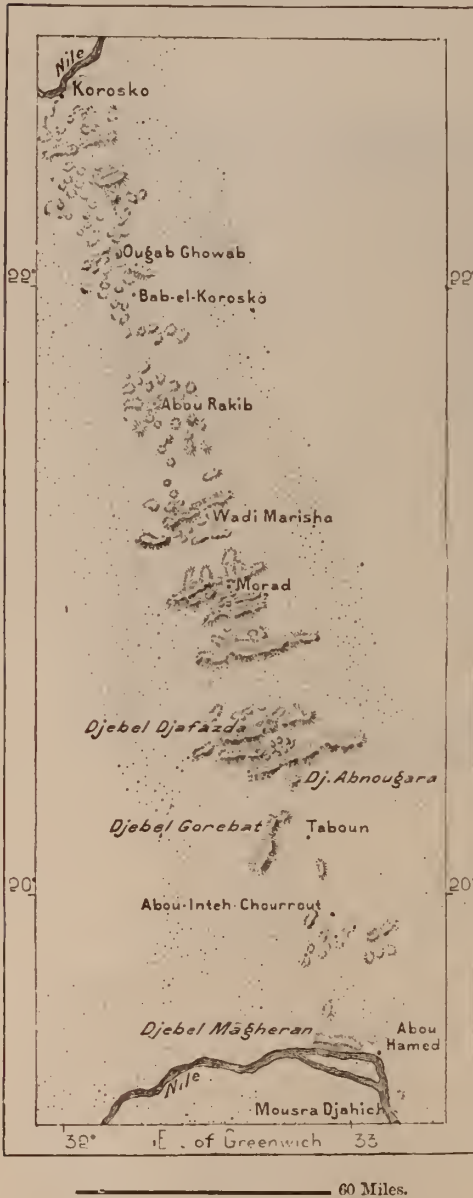 Nile
Korosko
Ougab Ghowab
22°
22°
Bab-el-Korosko
Abou Rakib
Wadi Marisha
Morad
Djebel Djafazda
Dj. Abnougara
Djebel Gorebat
Taboun
20°
20°
Abou-Inteh-Chourrout
Djebel Magheran
Abou
Hamed
Nile
Mousra Djahich
32°
E. of Greenwich
33
60 Miles.